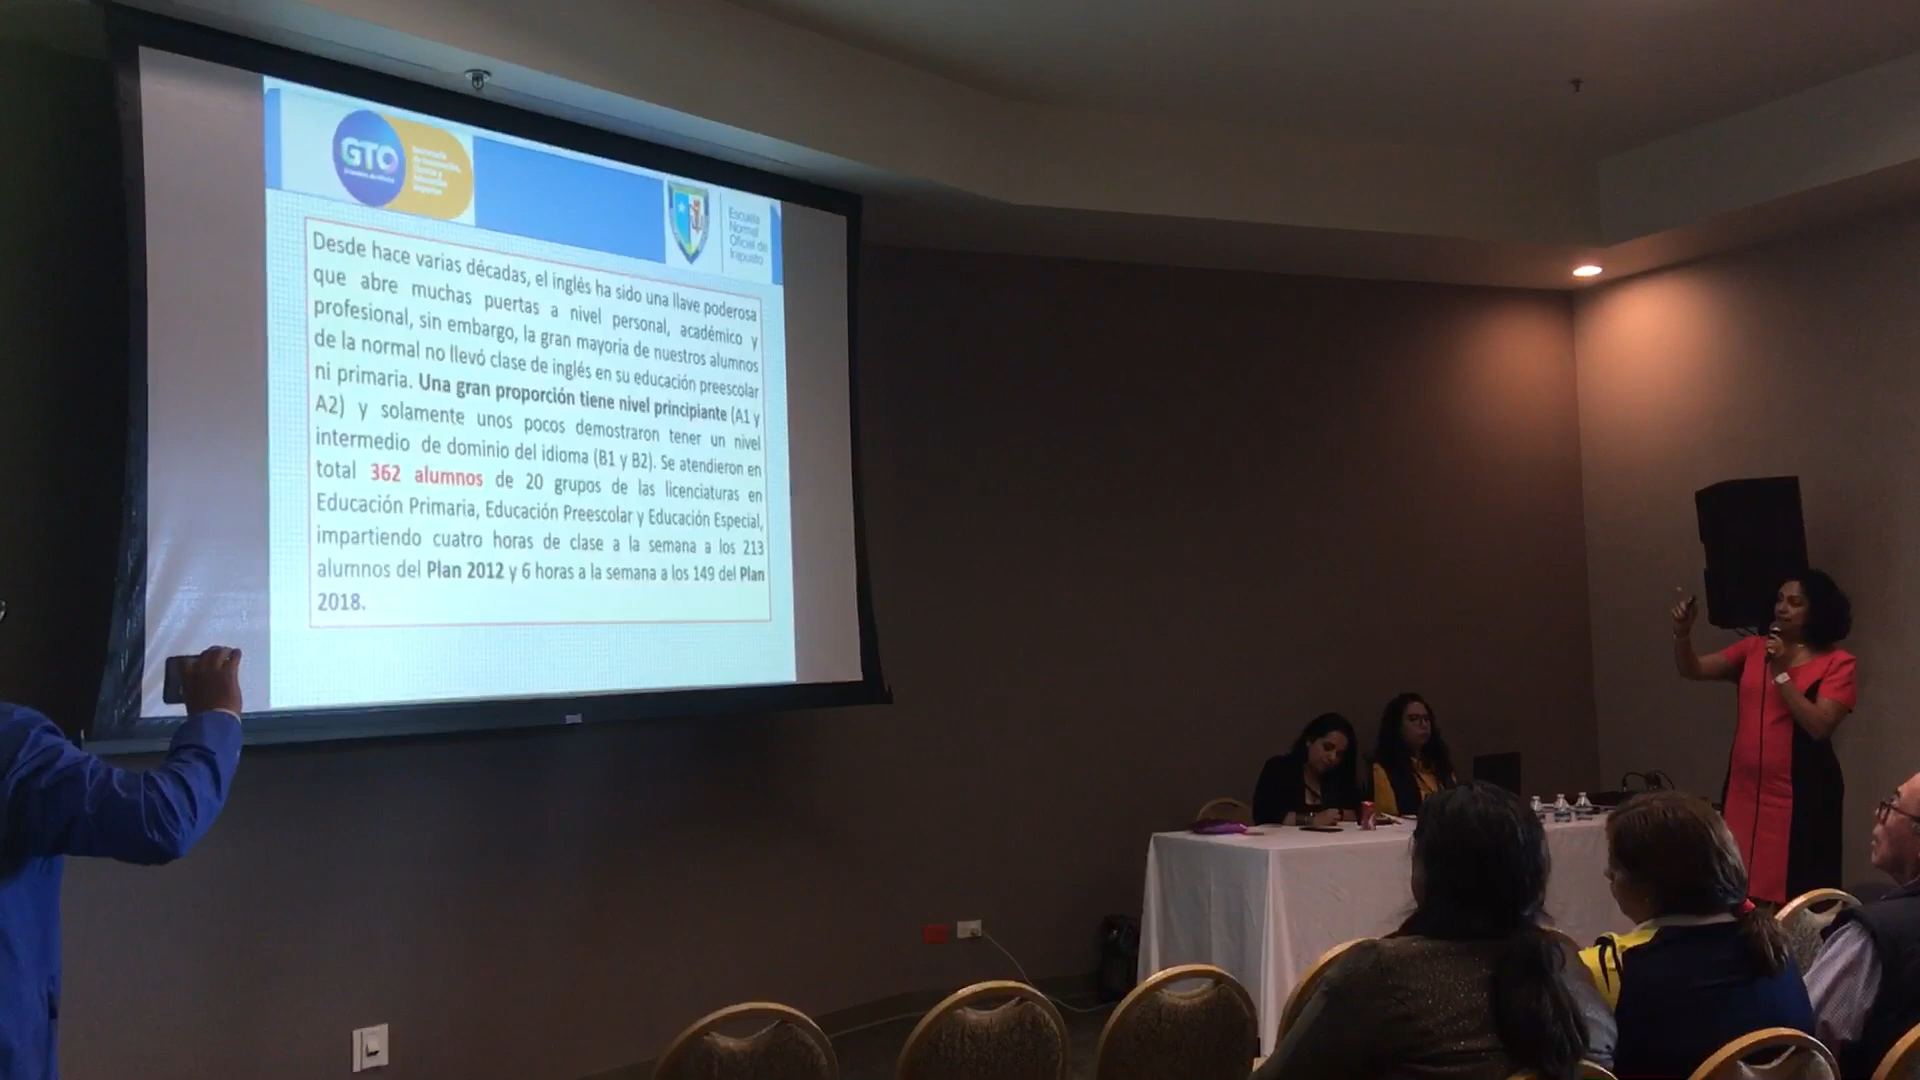 GTO
Escuela
Normal
Oficial de
Irapuato
Desde hace varias décadas, el inglés ha sido una llave poderosa
que abre muchas puertas a nivel personal, académico y
profesional, sin embargo, la gran mayoria de nuestros alumnos
de la normal no llevó clase de inglés en su educación preescolar
ni primaria. Una gran proporción tiene nivel principiante (A1 y
A2) y solamente unos pocos demostraron tener un nivel
intermedio de dominio del idioma (B1 y B2). Se atendieron en
total 362 alumnos de 20 grupos de las licenciaturas en
Educación Primaria, Educación Preescolar y Educación Especial,
impartiendo cuatro horas de clase a la semana a los 213
alumnos del Plan 2012 y 6 horas a la semana a los 149 del Plan
2018.